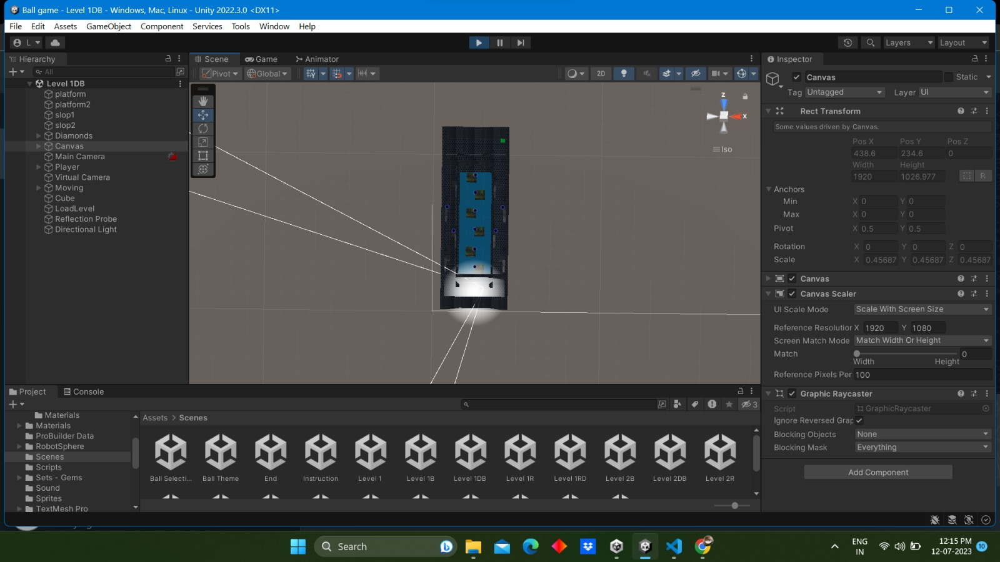 Ball game - Level 1DB - Windows, Mac, Linux - Unity 2022.3.0 <DX11>
File Edit Assets GameObject Component Services Tools Window Help
L Layers Layout
Hierarchy
All
Level 1DB
platform
platform2
slop1
slop2
Diamonds
Canvas
Main Camera
Player
Virtual Camera
Moving
Cube
LoadLevel
Reflection Probe
Directional Light
Scene Game Animator
Pivot Global 2D
z
x
Iso
Inspector
Canvas Static
Tag Untagged Layer UI
Rect Transform
Some values driven by Canvas.
Pos X Pos Y Pos Z
438.6 234.6 0
Width Height
1920 1026.977 R
Anchors
Min X 0 Y 0
Max X 0 Y 0
Pivot X 0.5 Y 0.5
Rotation X 0 Y 0 Z 0
Scale X 0.45687 Y 0.45687 Z 0.45687
Canvas
Canvas Scaler
UI Scale Mode Scale With Screen Size
Reference Resolution X 1920 Y 1080
Screen Match Mode Match Width Or Height
Match 0
Width Height
Reference Pixels Per 100
Graphic Raycaster
Script GraphicRaycaster
Ignore Reversed Grap
Blocking Objects None
Blocking Mask Everything
Add Component
Project Console
3
Materials
Materials
ProBuilder Data
RobotSphere
Scenes
Scripts
Sets - Gems
Sound
Sprites
TextMesh Pro
Assets > Scenes
Ball Selecti... Ball Theme End Instruction Level 1 Level 1B Level 1DB Level 1R Level 1RD Level 2B Level 2DB Level 2R
Search
ENG
IN
12:15 PM
12-07-2023
10